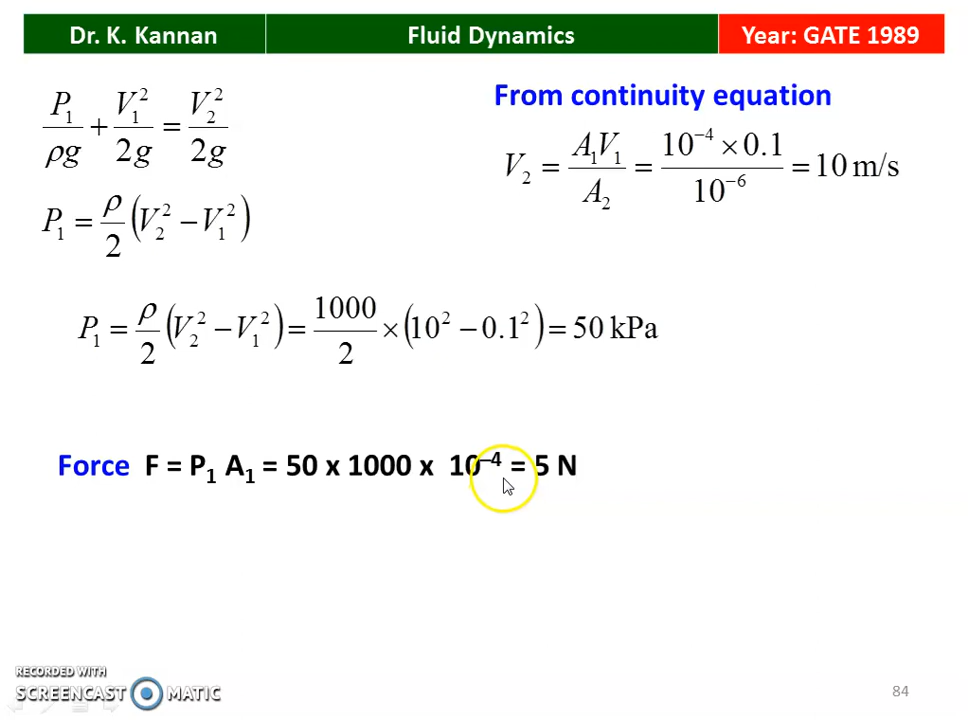 Dr. K. Kannan
Fluid Dynamics
Year: GATE 1989
P₁/ρg + V₁²/2g = V₂²/2g
From continuity equation
V₂ = A₁V₁/A₂ = 10⁻⁴ × 0.1/10⁻⁶ = 10 m/s
P₁ = ρ/2 (V₂² − V₁²)
P₁ = ρ/2 (V₂² − V₁²) = 1000/2 × (10² − 0.1²) = 50 kPa
Force F = P₁ A₁ = 50 x 1000 x 10⁻⁴ = 5 N
RECORDED WITH
SCREENCAST MATIC
84